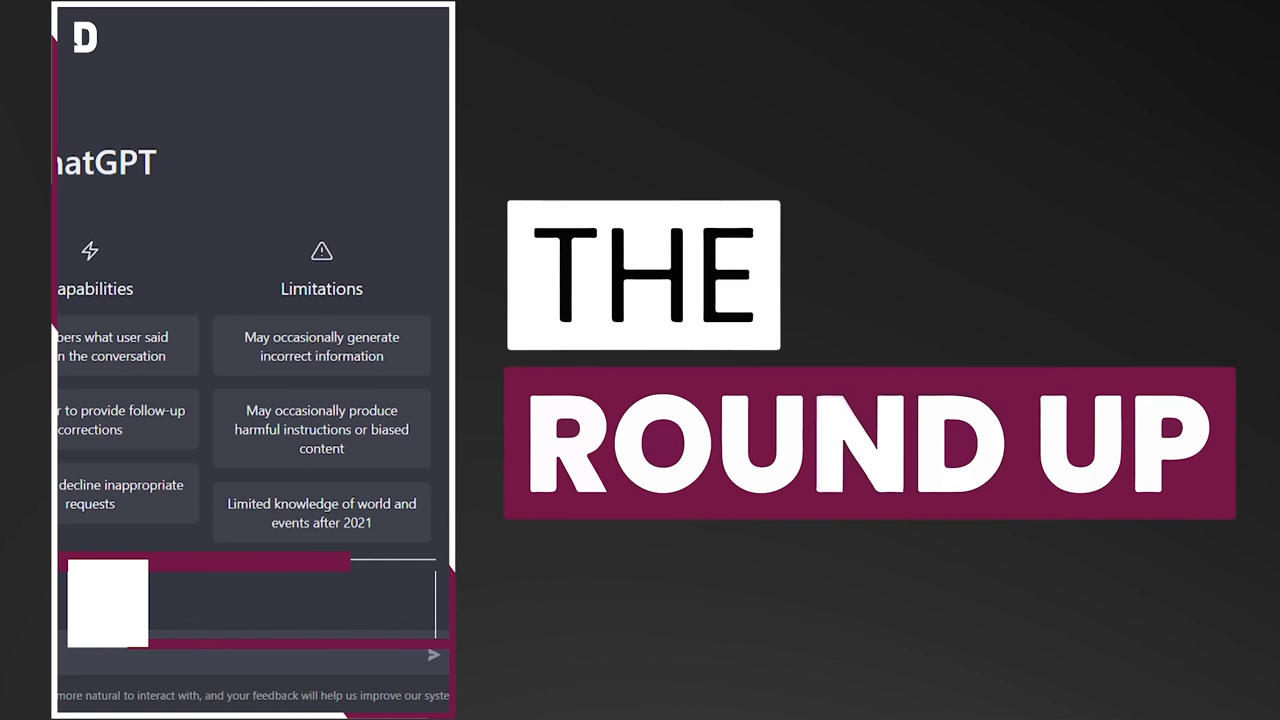 D
hatGPT
apabilities
Limitations
bers what user said
n the conversation
May occasionally generate
incorrect information
r to provide follow-up
corrections
May occasionally produce
harmful instructions or biased
content
decline inappropriate
requests
Limited knowledge of world and
events after 2021
more natural to interact with, and your feedback will help us improve our syste
THE
ROUND UP